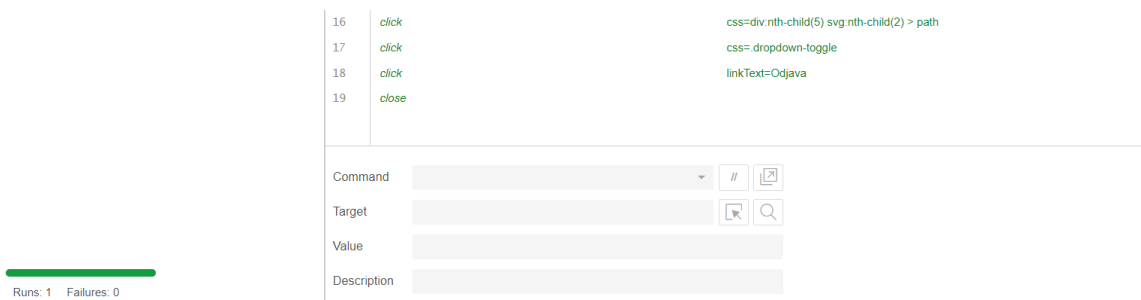 16 click css=div:nth-child(5) svg:nth-child(2) > path
17 click css=.dropdown-toggle
18 click linkText=Odjava
19 close
Command
//
Target
Value
Description
Runs: 1 Failures: 0